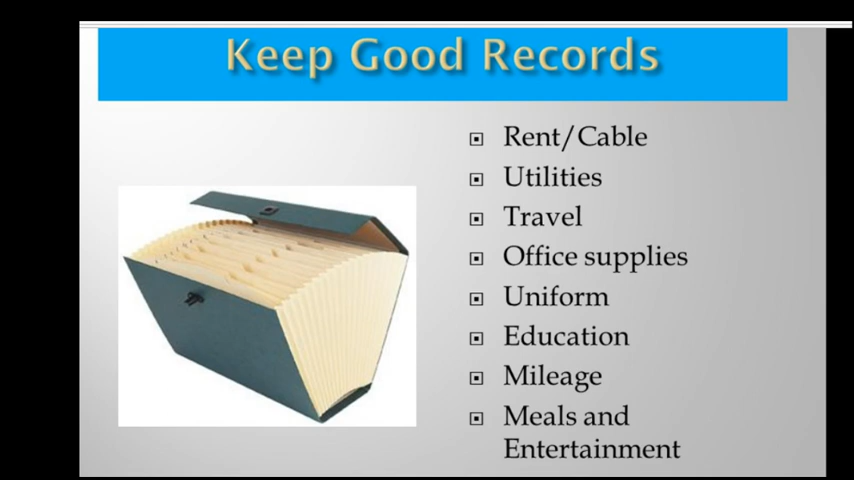 Keep Good Records
Rent/Cable
Utilities
Travel
Office supplies
Uniform
Education
Mileage
Meals and
Entertainment